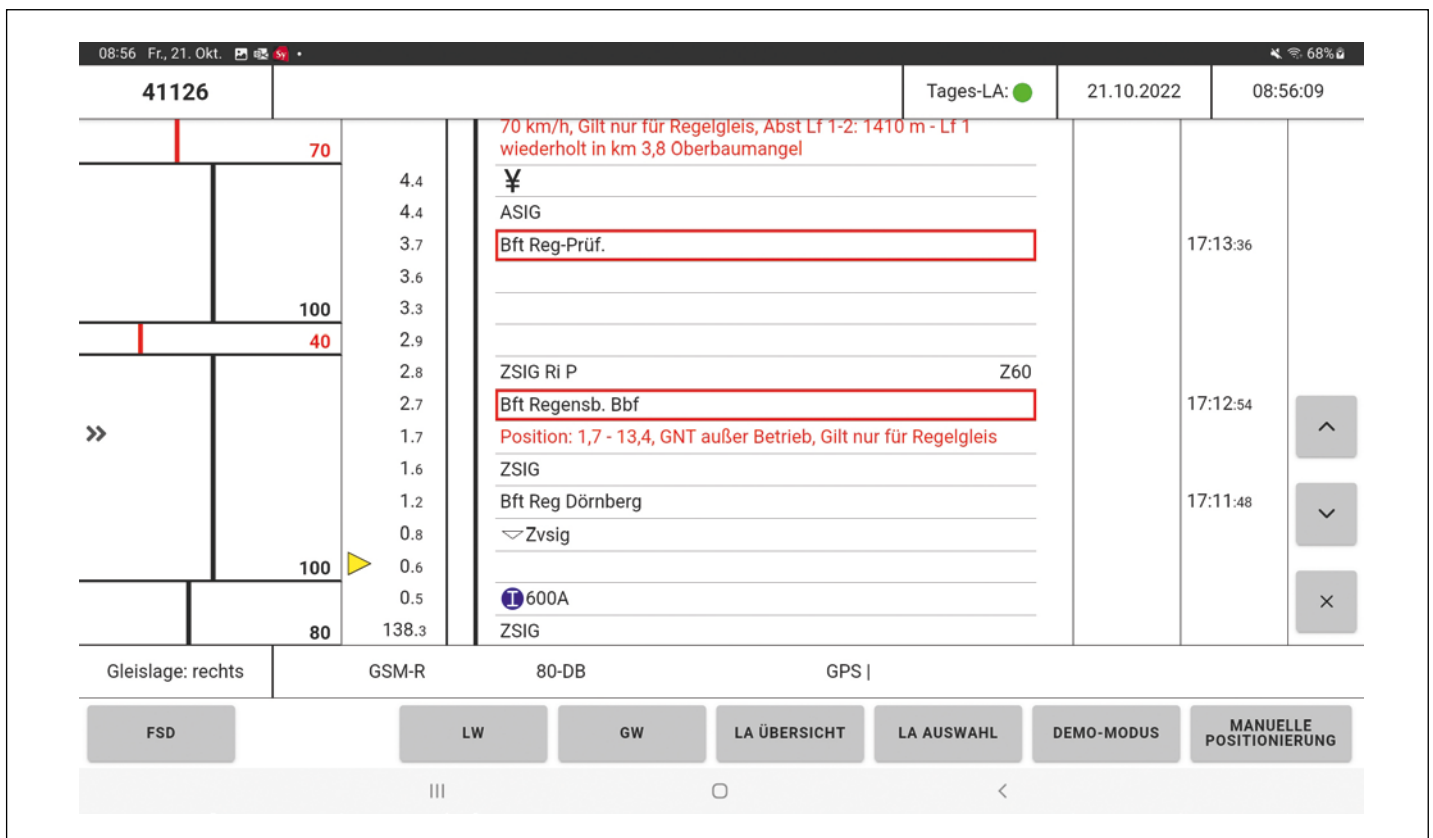 08:56 Fr., 21. Okt. Sy • 68%
41126 Tages-LA: 21.10.2022 08:56:09
70 km/h, Gilt nur für Regelgleis, Abst Lf 1-2: 1410 m - Lf 1
70 wiederholt in km 3,8 Oberbaumangel
4.4 ¥
4.4 ASIG
3.7 Bft Reg-Prüf. 17:13:36
3.6
100 3.3
40 2.9
2.8 ZSIG Ri P Z60
2.7 Bft Regensb. Bbf 17:12:54
» 1.7 Position: 1,7 - 13,4, GNT außer Betrieb, Gilt nur für Regelgleis
1.6 ZSIG
1.2 Bft Reg Dörnberg 17:11:48
0.8 Zvsig
100 0.6
0.5 I 600A
80 138.3 ZSIG
Gleislage: rechts GSM-R 80-DB GPS |
FSD LW GW LA ÜBERSICHT LA AUSWAHL DEMO-MODUS MANUELLE
POSITIONIERUNG